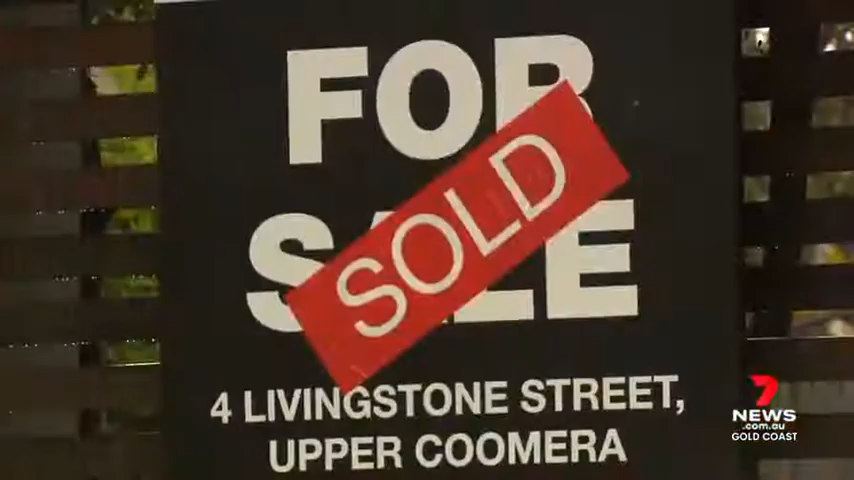 FOR
SALE
SOLD
4 LIVINGSTONE STREET,
UPPER COOMERA
7
NEWS
.com.au
GOLD COAST